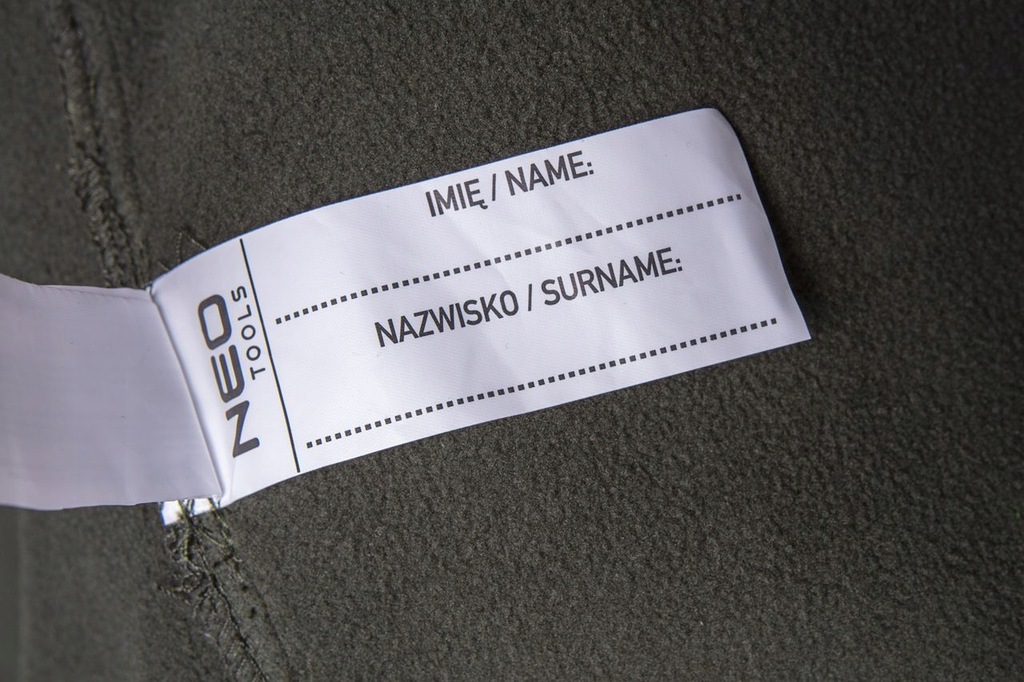 NEO
TOOLS
IMIĘ / NAME:
NAZWISKO / SURNAME: